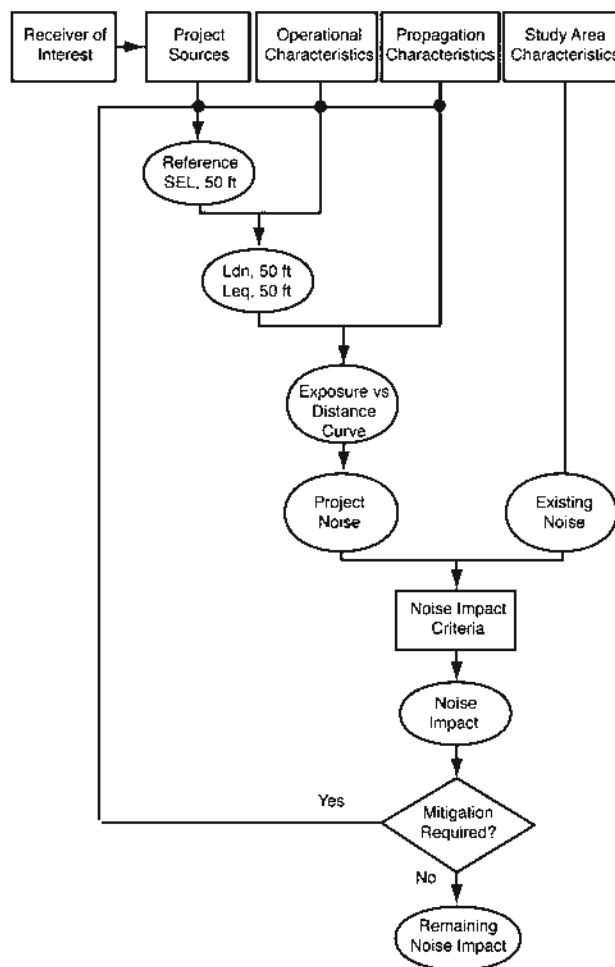 Receiver of
Interest
Project
Sources
Operational
Characteristics
Propagation
Characteristics
Study Area
Characteristics
Reference
SEL, 50 ft
Ldn, 50 ft
Leq, 50 ft
Exposure vs
Distance
Curve
Project
Noise
Existing
Noise
Noise Impact
Criteria
Noise
Impact
Yes
Mitigation
Required?
No
Remaining
Noise Impact